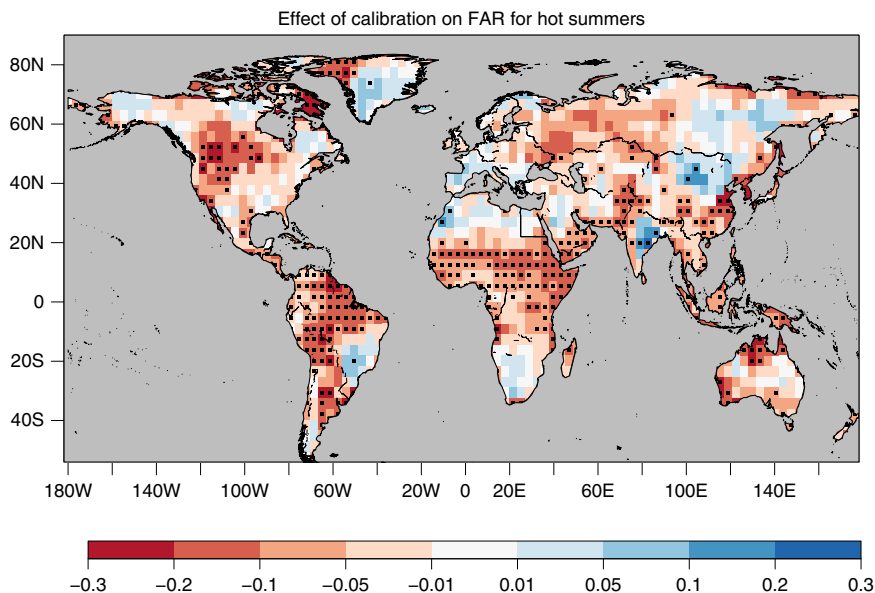 Effect of calibration on FAR for hot summers
80N
60N
40N
20N
0
20S
40S
180W 140W 100W 60W 20W 0 20E 60E 100E 140E
−0.3 −0.2 −0.1 −0.05 −0.01 0.01 0.05 0.1 0.2 0.3